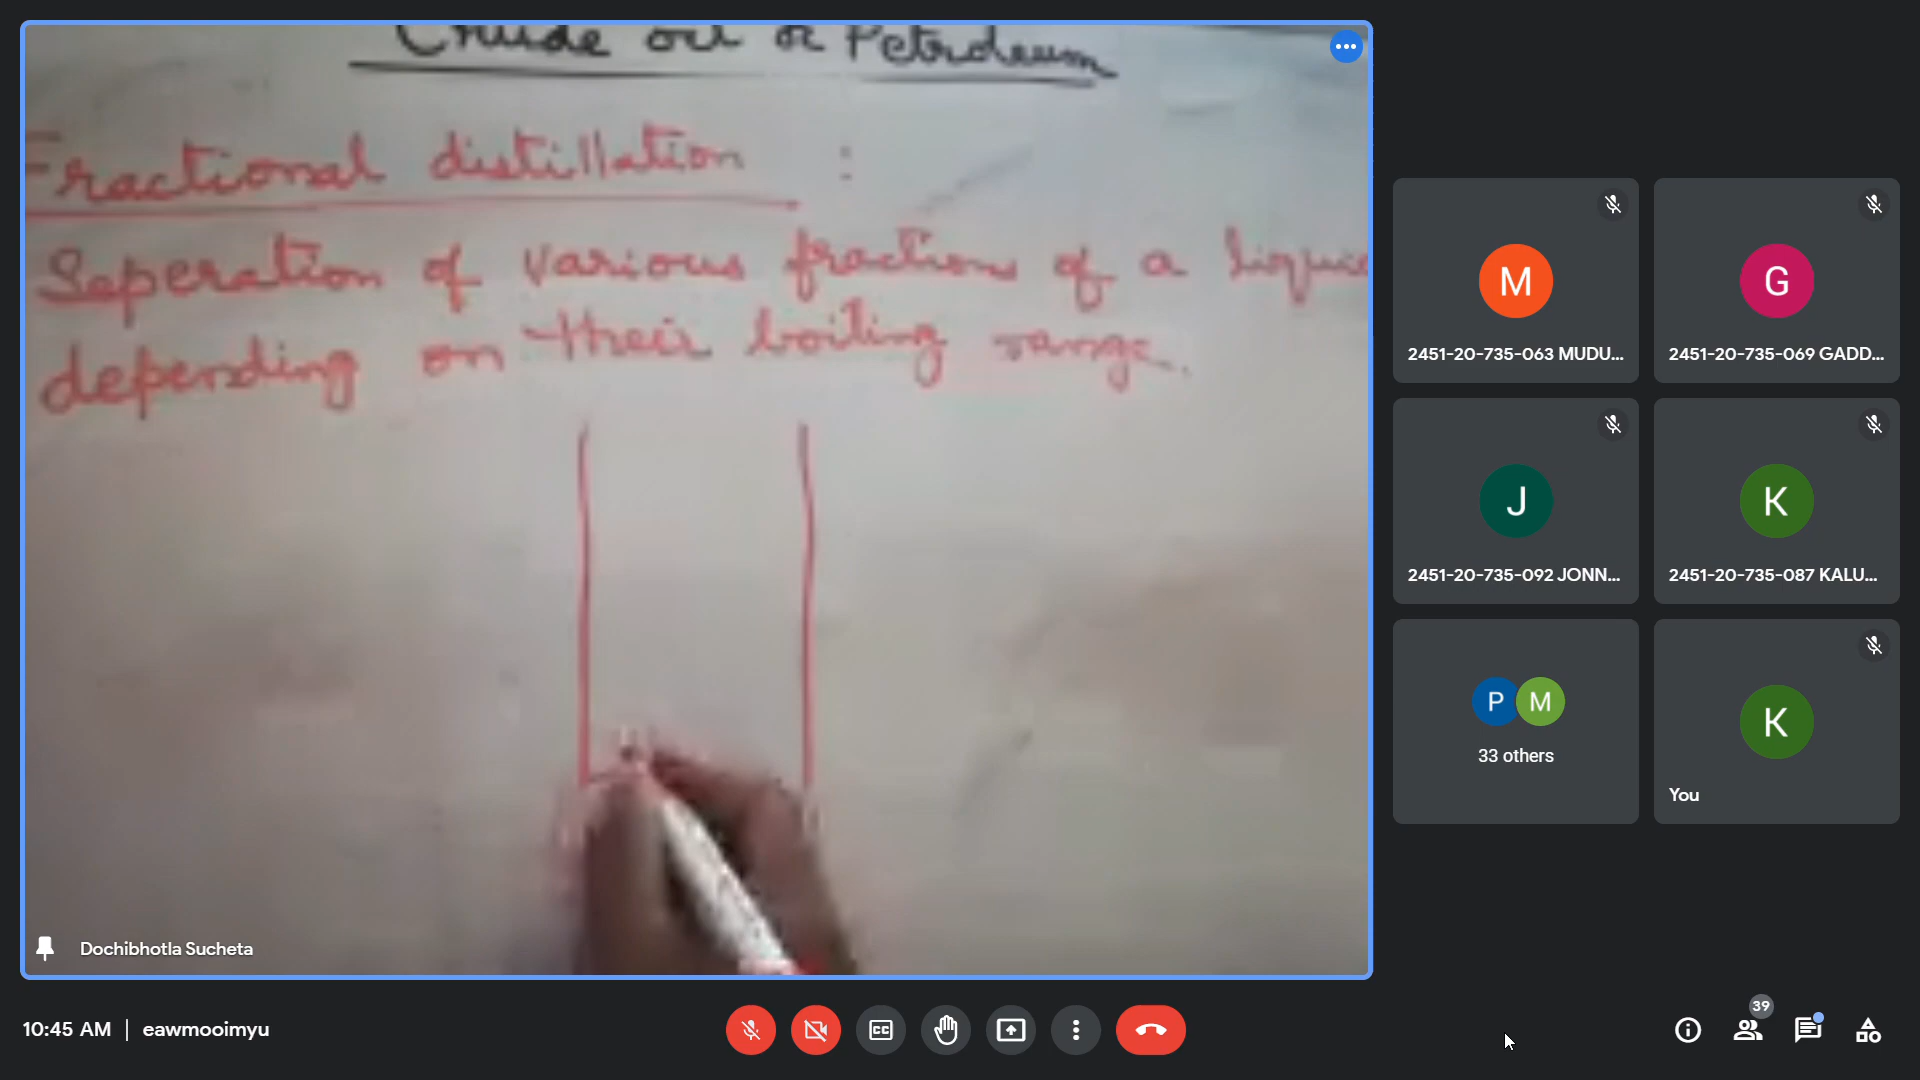 Crude oil or Petroleum
Fractional distillation :
Seperation of various fractions of a liquid
depending on their boiling range.
Dochibhotla Sucheta
M
2451-20-735-063 MUDU...
G
2451-20-735-069 GADD...
J
2451-20-735-092 JONN...
K
2451-20-735-087 KALU...
P M
33 others
K
You
10:45 AM | eawmooimyu
CC
39